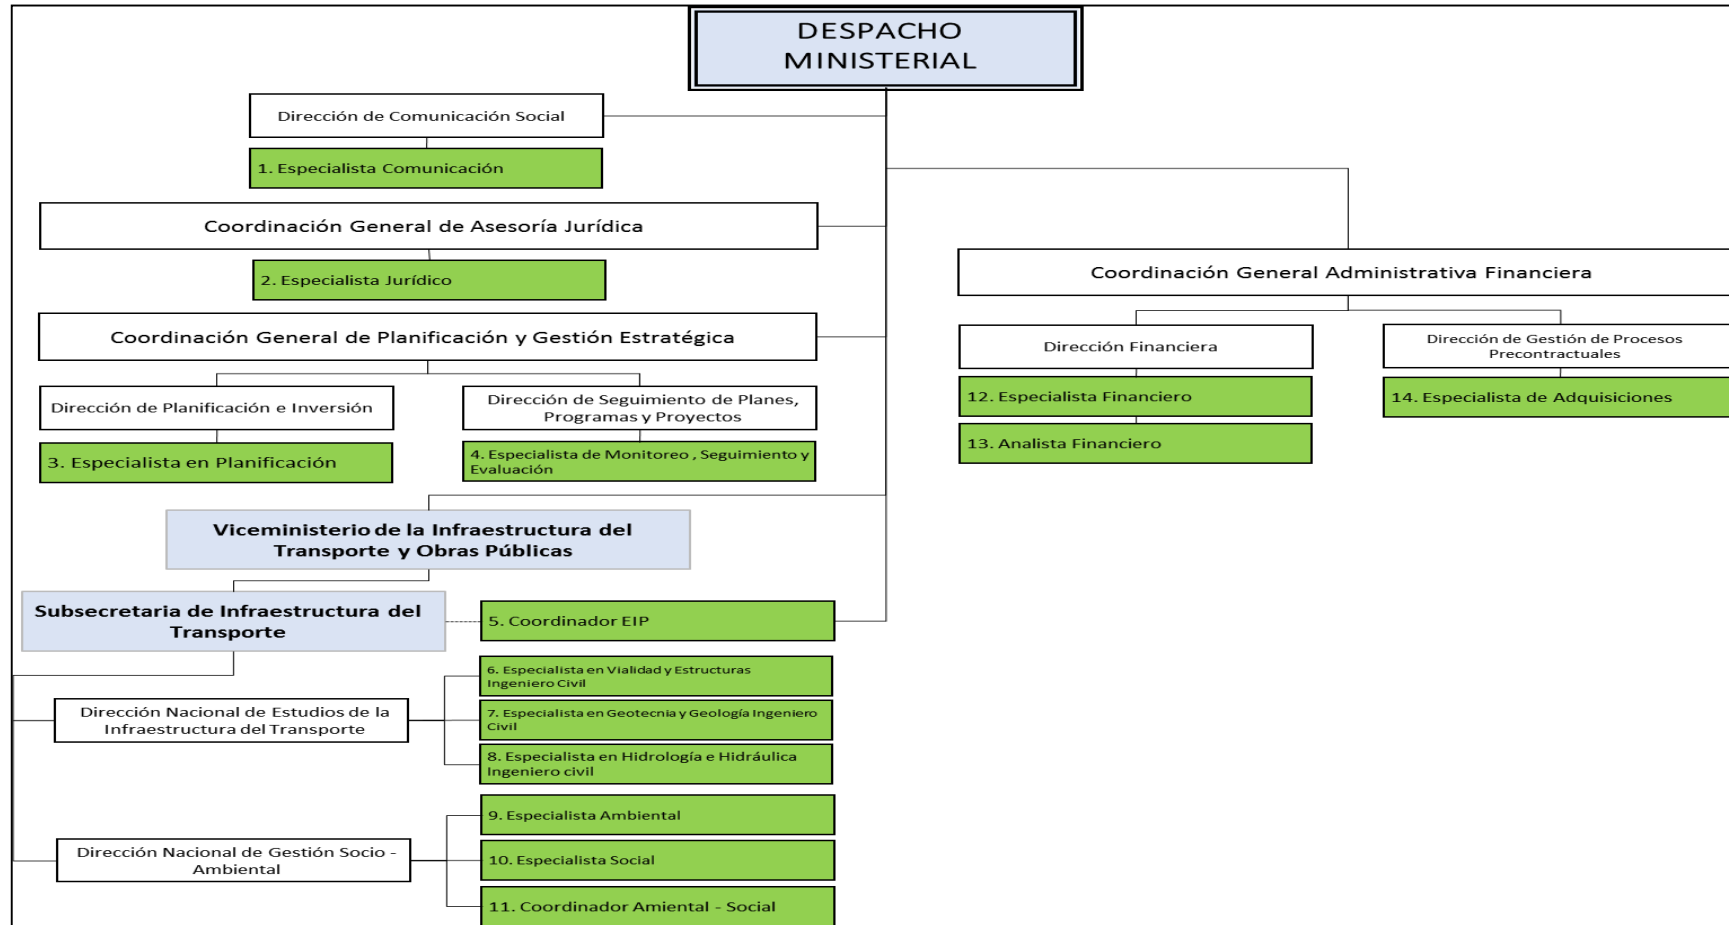 DESPACHO
MINISTERIAL
Dirección de Comunicación Social
1. Especialista Comunicación
Coordinación General de Asesoría Jurídica
2. Especialista Jurídico
Coordinación General de Planificación y Gestión Estratégica
Dirección de Planificación e Inversión
3. Especialista en Planificación
Dirección de Seguimiento de Planes,
Programas y Proyectos
4. Especialista de Monitoreo , Seguimiento y
Evaluación
Coordinación General Administrativa Financiera
Dirección Financiera
12. Especialista Financiero
13. Analista Financiero
Dirección de Gestión de Procesos
Precontractuales
14. Especialista de Adquisiciones
Viceministerio de la Infraestructura del
Transporte y Obras Públicas
Subsecretaria de Infraestructura del
Transporte
5. Coordinador EIP
Dirección Nacional de Estudios de la
Infraestructura del Transporte
6. Especialista en Vialidad y Estructuras
Ingeniero Civil
7. Especialista en Geotecnia y Geología Ingeniero
Civil
8. Especialista en Hidrología e Hidráulica
Ingeniero civil
Dirección Nacional de Gestión Socio -
Ambiental
9. Especialista Ambiental
10. Especialista Social
11. Coordinador Amiental - Social